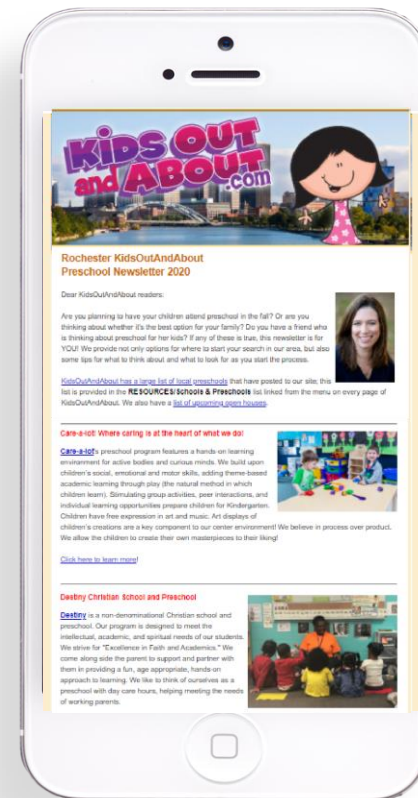 KiDS OUT
and ABOUT
.com
Rochester KidsOutAndAbout
Preschool Newsletter 2020
Dear KidsOutAndAbout readers:
Are you planning to have your children attend preschool in the fall? Or are you
thinking about whether it's the best option for your family? Do you have a friend who
is thinking about preschool for her kids? If any of these is true, this newsletter is for
YOU! We provide not only options for where to start your search in our area, but also
some tips for what to think about and what to look for as you start the process.
KidsOutAndAbout has a large list of local preschools that have posted to our site; this
list is provided in the RESOURCES/Schools & Preschools list linked from the menu on every page of
KidsOutAndAbout. We also have a list of upcoming open houses.
Care-a-lot: Where caring is at the heart of what we do!
Care-a-lot's preschool program features a hands-on learning
environment for active bodies and curious minds. We build upon
children's social, emotional and motor skills, adding theme-based
academic learning through play (the natural method in which
children learn). Stimulating group activities, peer interactions, and
individual learning opportunities prepare children for Kindergarten.
Children have free expression in art and music. Art displays of
children's creations are a key component to our center environment! We believe in process over product.
We allow the children to create their own masterpieces to their liking!
Click here to learn more!
Destiny Christian School and Preschool
Destiny is a non-denominational Christian school and
preschool. Our program is designed to meet the
intellectual, academic, and spiritual needs of our students.
We strive for "Excellence in Faith and Academics." We
come along side the parent to support and partner with
them in providing a fun, age appropriate, hands-on
approach to learning. We like to think of ourselves as a
preschool with day care hours, helping meeting the needs
of working parents.